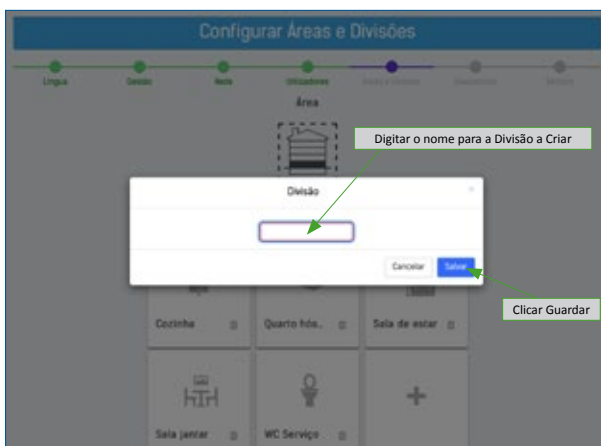 Configurar Áreas e Divisões
Língua
Rede
Utilizadores
Área
Digitar o nome para a Divisão a Criar
Divisão
Cancelar
Salvar
Clicar Guardar
Cozinha
Quarto hós..
Sala de estar
Sala jantar
WC Serviço